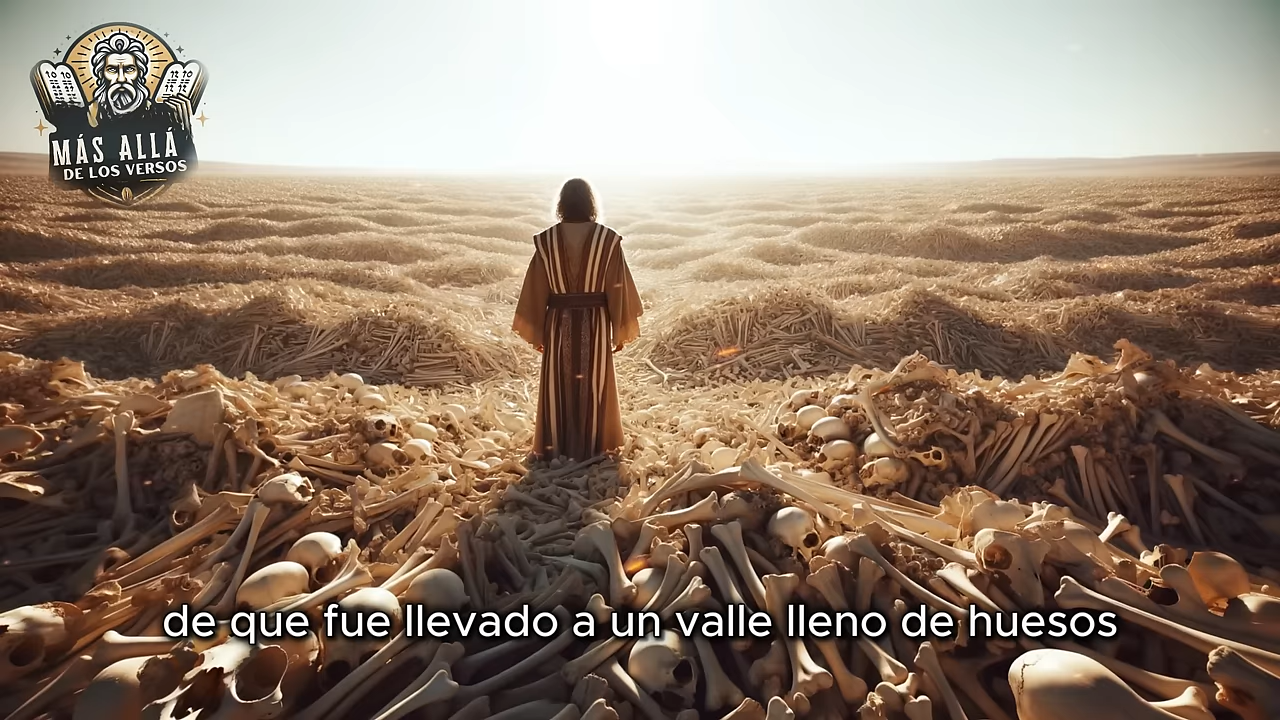 MÁS ALLÁ
DE LOS VERSOS
de que fue llevado a un valle lleno de huesos